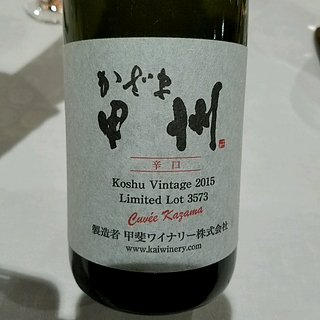 かざま
甲州
辛口
Koshu Vintage 2015
Limited Lot 3573
Cuvée Kazama
製造者 甲斐ワイナリー株式会社
www.kaiwinery.com